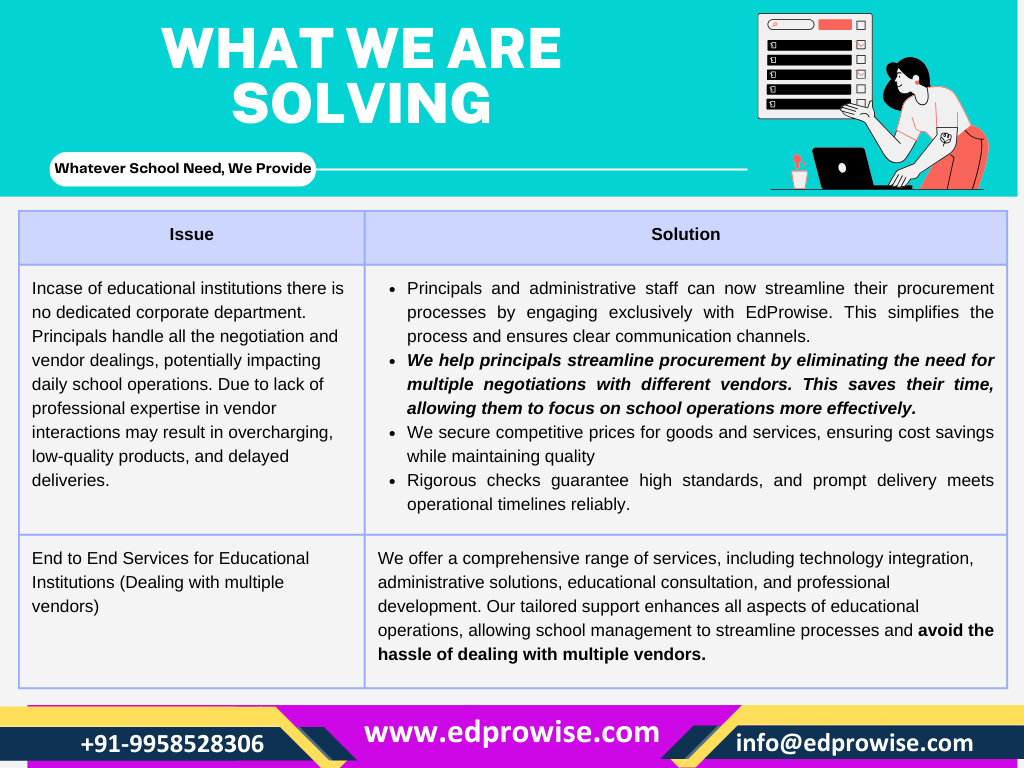 WHAT WE ARE
SOLVING
Whatever School Need, We Provide
Issue
Solution
Incase of educational institutions there is
no dedicated corporate department.
Principals handle all the negotiation and
vendor dealings, potentially impacting
daily school operations. Due to lack of
professional expertise in vendor
interactions may result in overcharging,
low-quality products, and delayed
deliveries.
• Principals and administrative staff can now streamline their procurement
processes by engaging exclusively with EdProwise. This simplifies the
process and ensures clear communication channels.
• We help principals streamline procurement by eliminating the need for
multiple negotiations with different vendors. This saves their time,
allowing them to focus on school operations more effectively.
• We secure competitive prices for goods and services, ensuring cost savings
while maintaining quality
• Rigorous checks guarantee high standards, and prompt delivery meets
operational timelines reliably.
End to End Services for Educational
Institutions (Dealing with multiple
vendors)
We offer a comprehensive range of services, including technology integration,
administrative solutions, educational consultation, and professional
development. Our tailored support enhances all aspects of educational
operations, allowing school management to streamline processes and avoid the
hassle of dealing with multiple vendors.
+91-9958528306
www.edprowise.com
info@edprowise.com